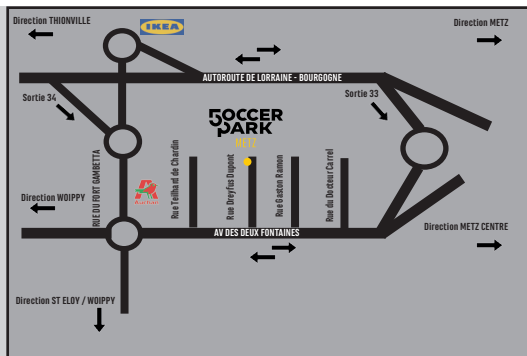 Direction THIONVILLE
IKEA
Direction METZ
AUTOROUTE DE LORRAINE - BOURGOGNE
Sortie 34
Sortie 33
5OCCER
PARK
METZ
RUE DU FORT GAMBETTA
Auchan
Rue Teilhard de Chardin
Rue Dreyfus Dupont
Rue Gaston Ramon
Rue du Docteur Carrel
Direction WOIPPY
AV DES DEUX FONTAINES
Direction METZ CENTRE
Direction ST ELOY / WOIPPY